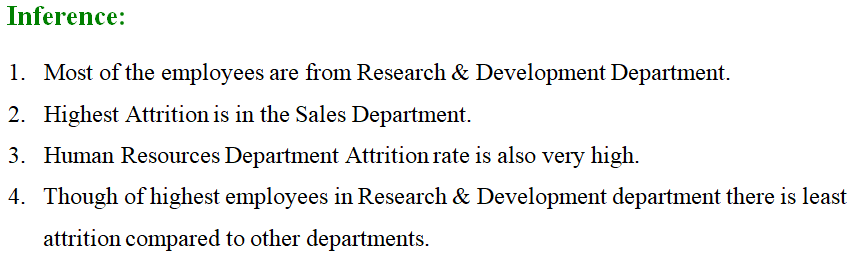 Inference:
1. Most of the employees are from Research & Development Department.
2. Highest Attrition is in the Sales Department.
3. Human Resources Department Attrition rate is also very high.
4. Though of highest employees in Research & Development department there is least
attrition compared to other departments.